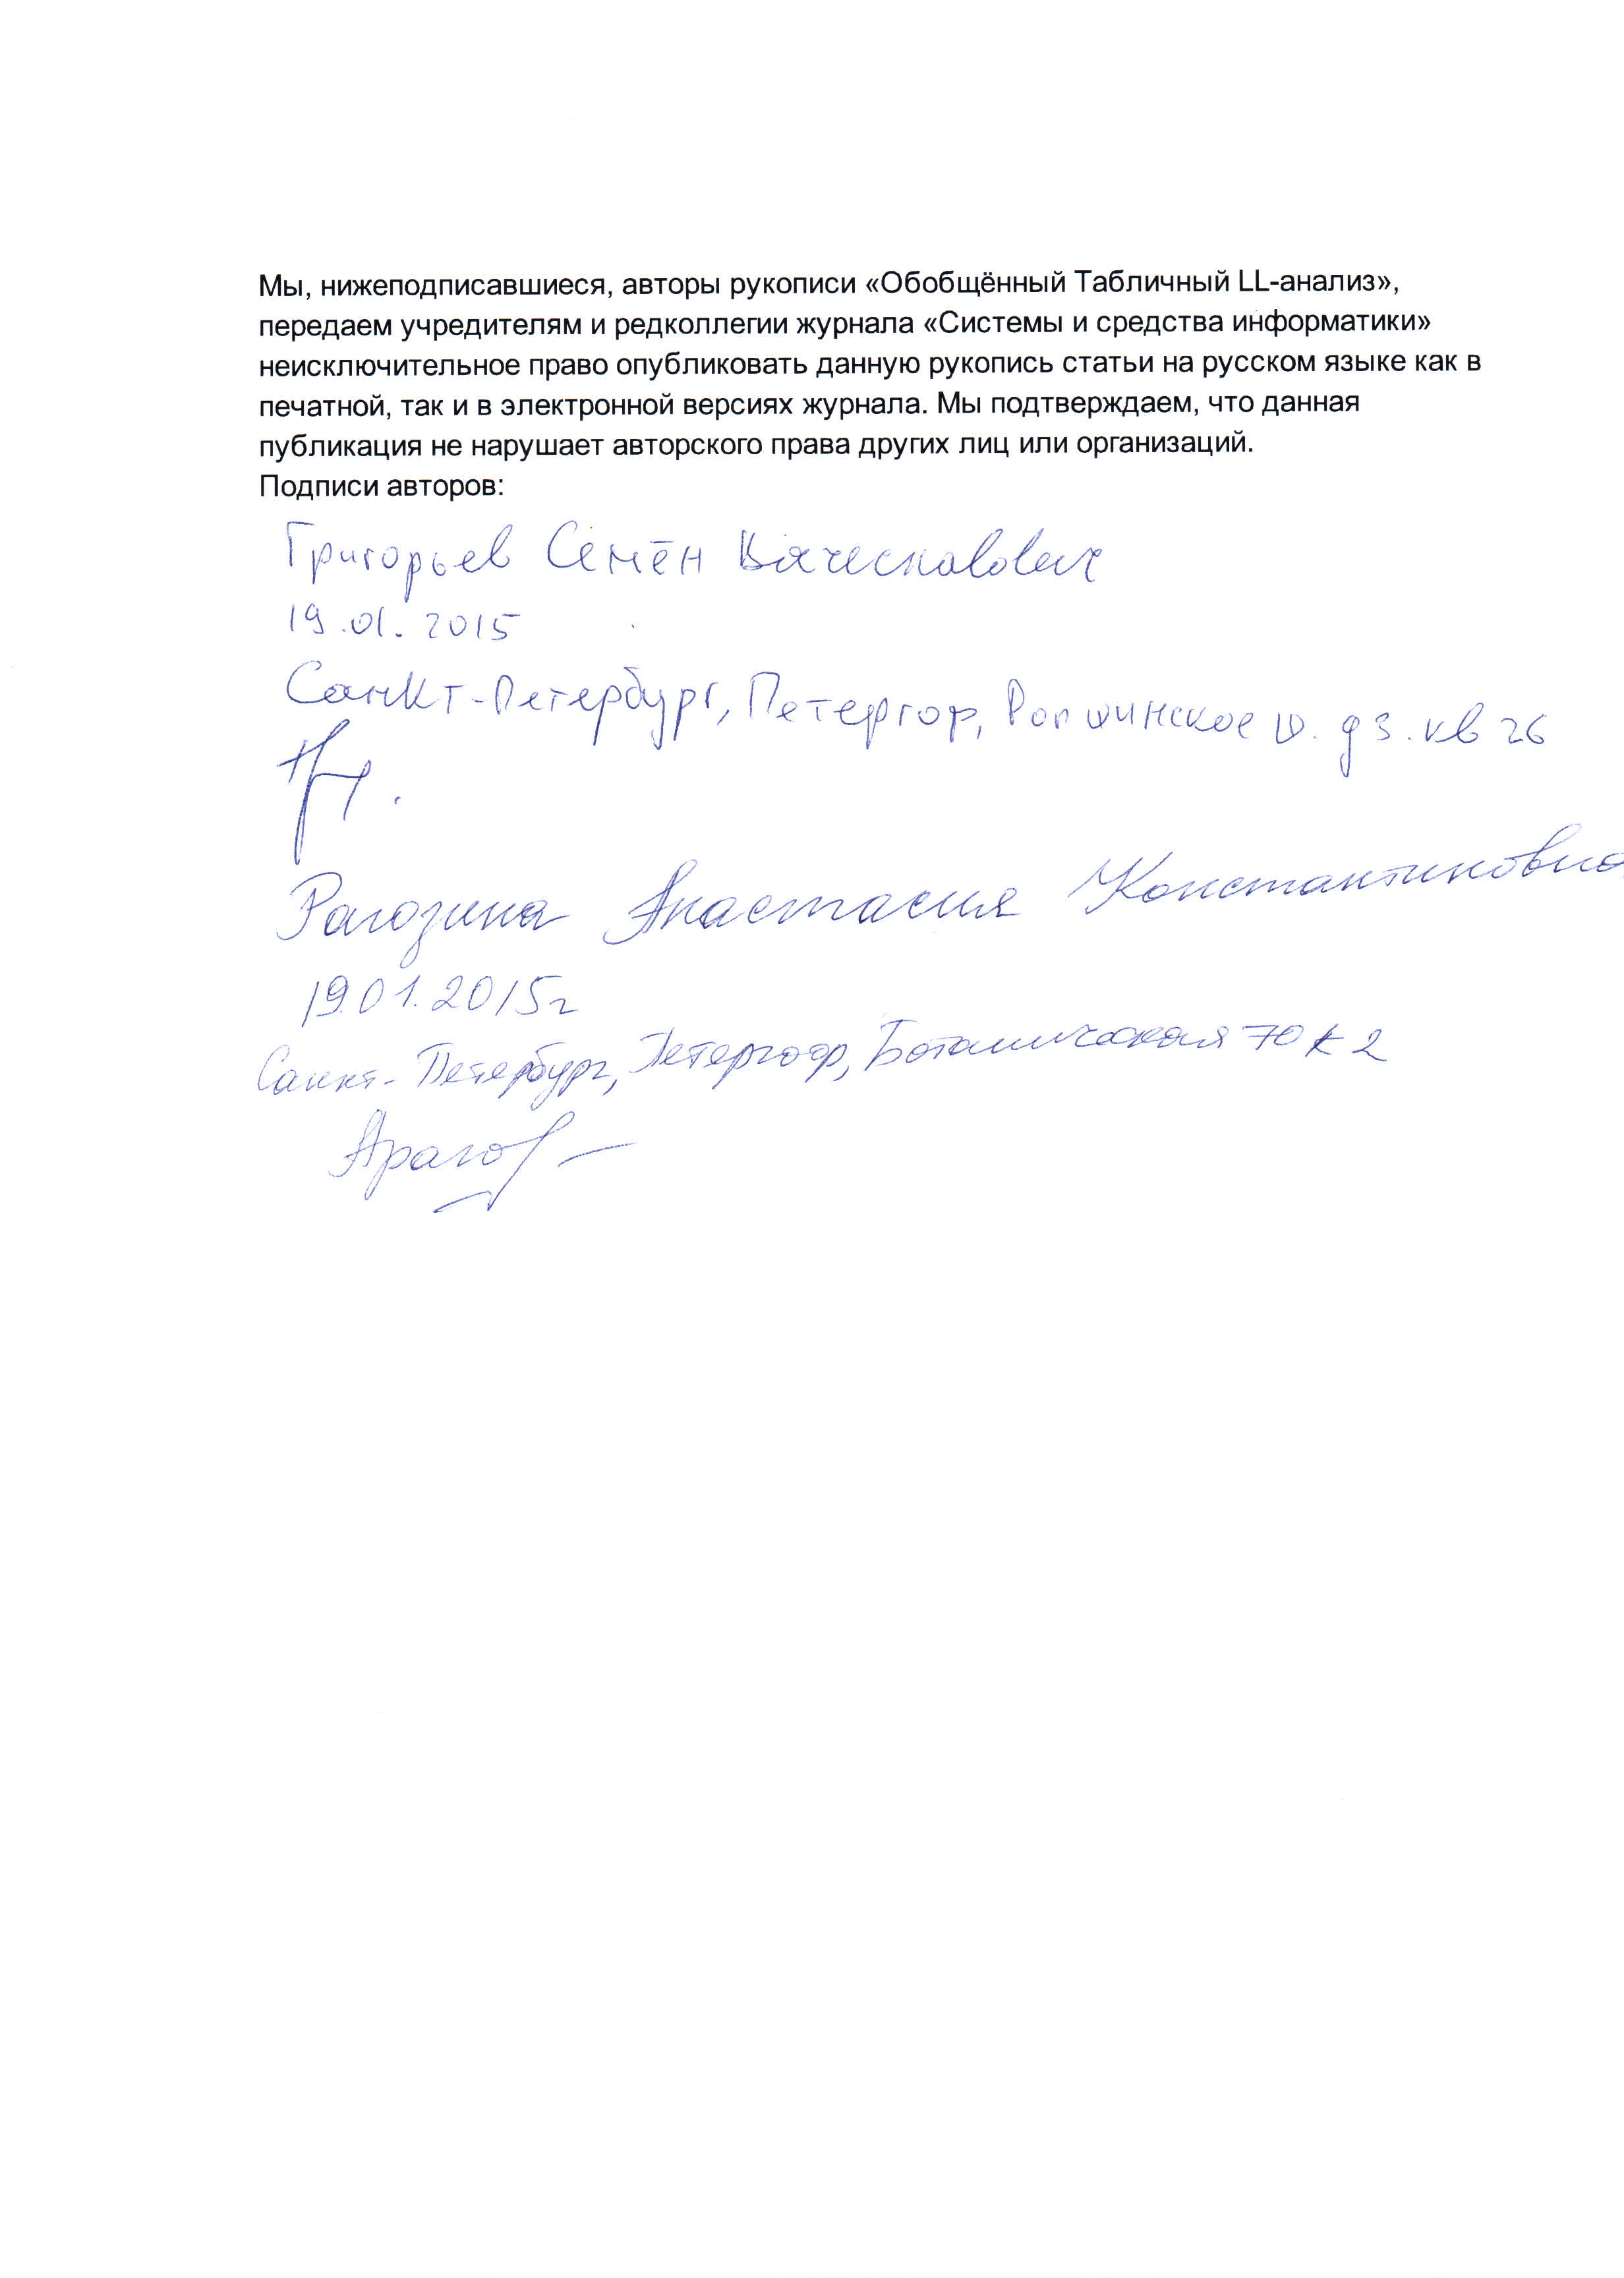 Мы, нижеподписавшиеся, авторы рукописи «Обобщённый Табличный LL-анализ»,
передаем учредителям и редколлегии журнала «Системы и средства информатики»
неисключительное право опубликовать данную рукопись статьи на русском языке как в
печатной, так и в электронной версиях журнала. Мы подтверждаем, что данная
публикация не нарушает авторского права других лиц или организаций.
Подписи авторов:
Григорьев Семён Вячеславович
19.01.2015
Санкт-Петербург, Петергоф, Ропшинское ш. д 3. кв 26
Рагозина Анастасия Константиновна
19.01.2015г
Санкт-Петербург, Петергоф, Ботаническая 70 к 2